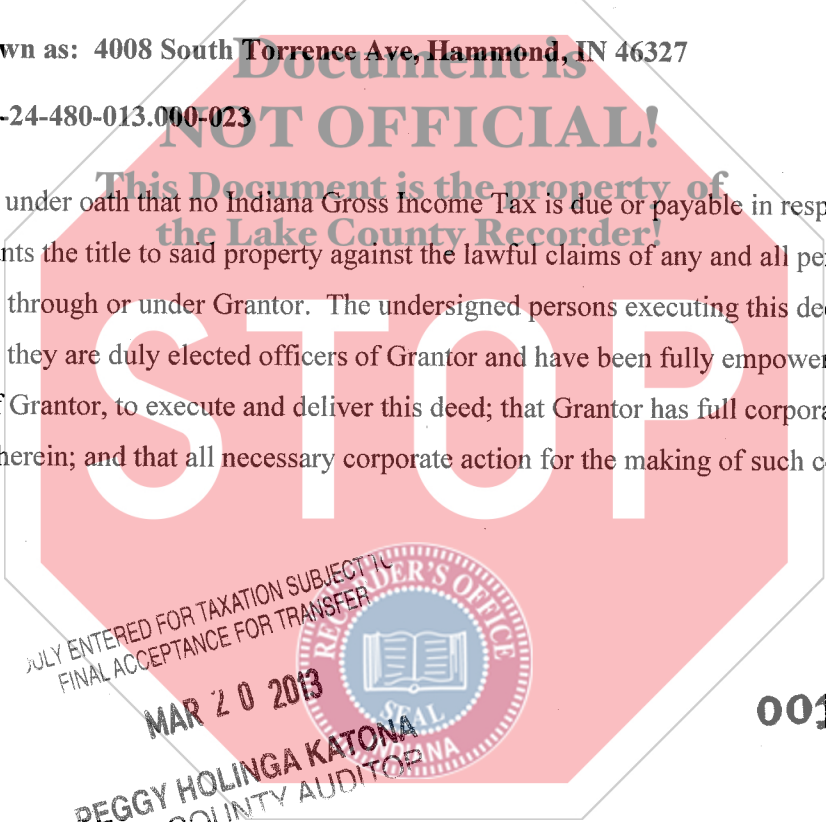 wn as: 4008 South Torrence Ave, Hammond, IN 46327
Document is
-24-480-013.000-023
NOT OFFICIAL!
This Document is the property of
under oath that no Indiana Gross Income Tax is due or payable in resp
the Lake County Recorder!
nts the title to said property against the lawful claims of any and all pe
through or under Grantor. The undersigned persons executing this de
they are duly elected officers of Grantor and have been fully empower
f Grantor, to execute and deliver this deed; that Grantor has full corpora
herein; and that all necessary corporate action for the making of such c
STOP
DULY ENTERED FOR TAXATION SUBJECT TO
FINAL ACCEPTANCE FOR TRANSFER
MAR 20 2013
PEGGY HOLINGA KATONA
COUNTY AUDITOR
RECORDER'S OFFICE
SEAL
INDIANA
001